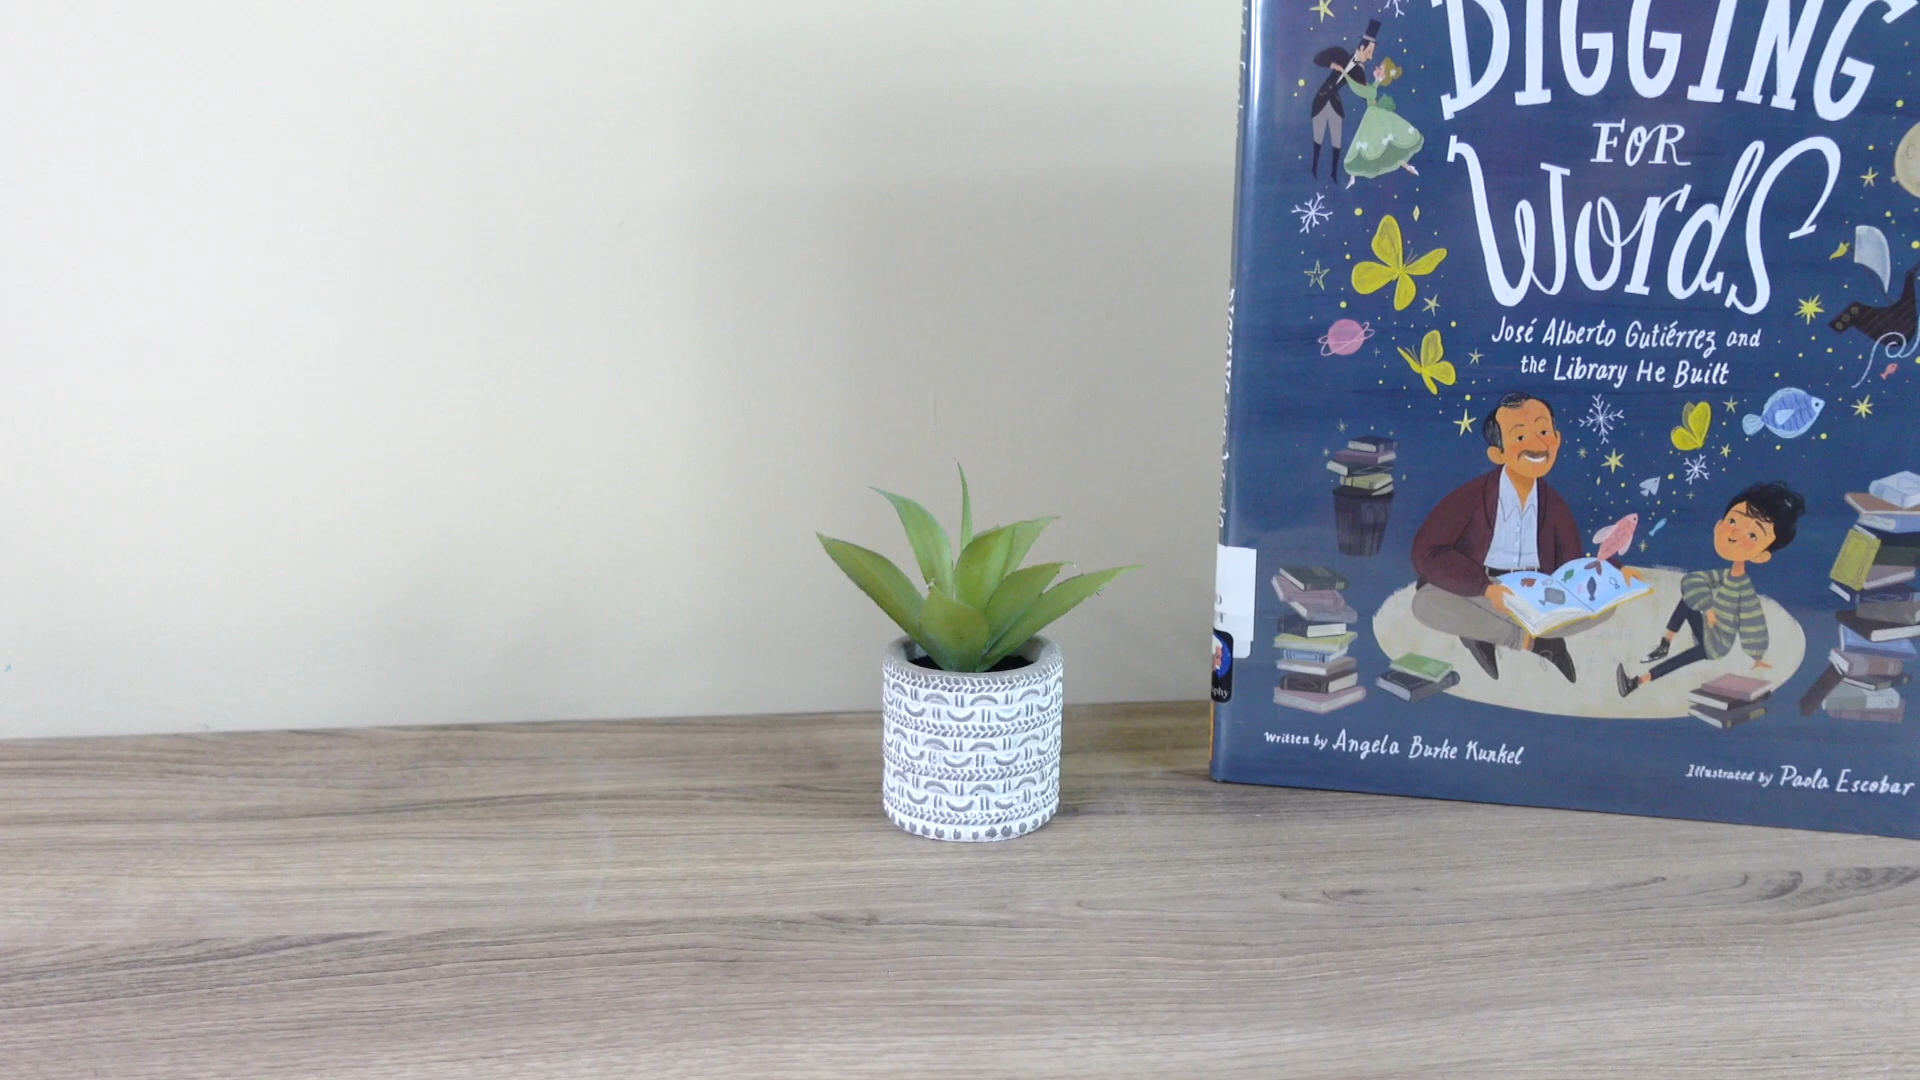 DIGGING
FOR
Words
José Alberto Gutiérrez and
the Library He Built
Written by Angela Burke Kunkel
Illustrated by Paola Escobar